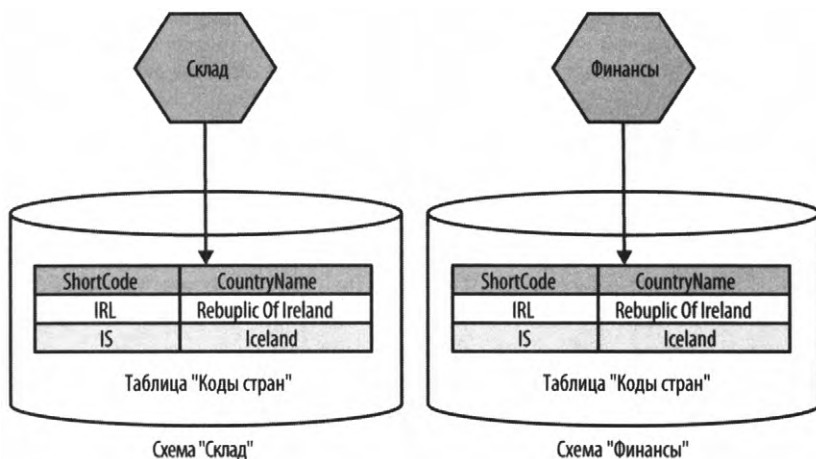 Склад
Финансы
ShortCode CountryName
IRL Rebuplic Of Ireland
IS Iceland
Таблица "Коды стран"
Схема "Склад"
ShortCode CountryName
IRL Rebuplic Of Ireland
IS Iceland
Таблица "Коды стран"
Схема "Финансы"